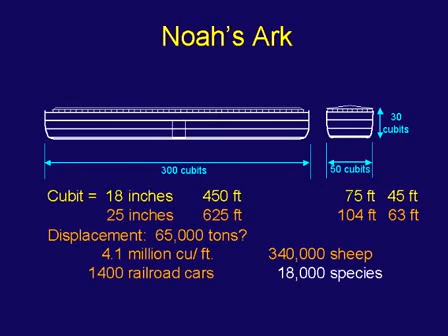 Noah's Ark
30
cubits
300 cubits
50 cubits
Cubit = 18 inches 450 ft 75 ft 45 ft
25 inches 625 ft 104 ft 63 ft
Displacement: 65,000 tons?
4.1 million cu/ ft. 340,000 sheep
1400 railroad cars 18,000 species